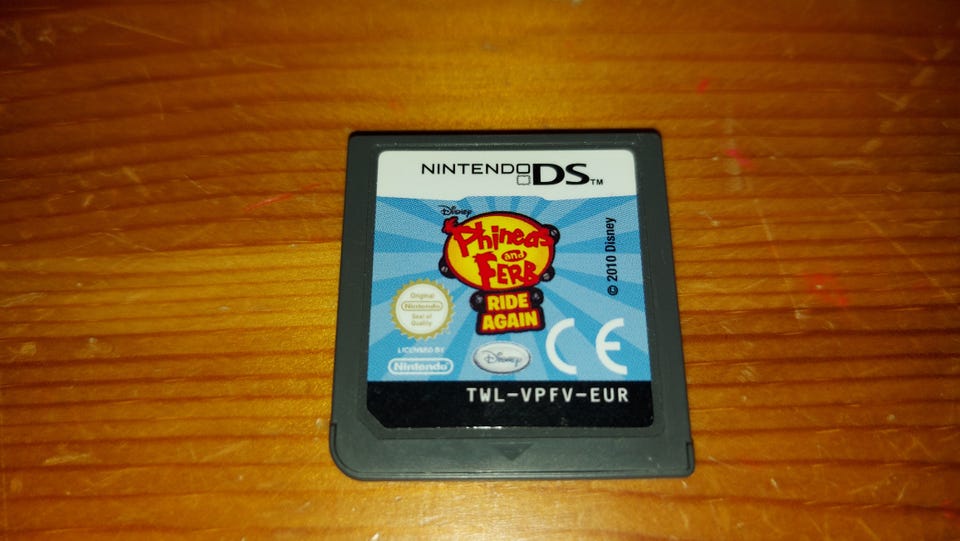 NINTENDO DS™
Disney
Phineas
and
FERB
RIDE
AGAIN
© 2010 Disney
Original
Nintendo
Seal of
Quality
LICENSED BY
Nintendo
Disney
CE
TWL-VPFV-EUR